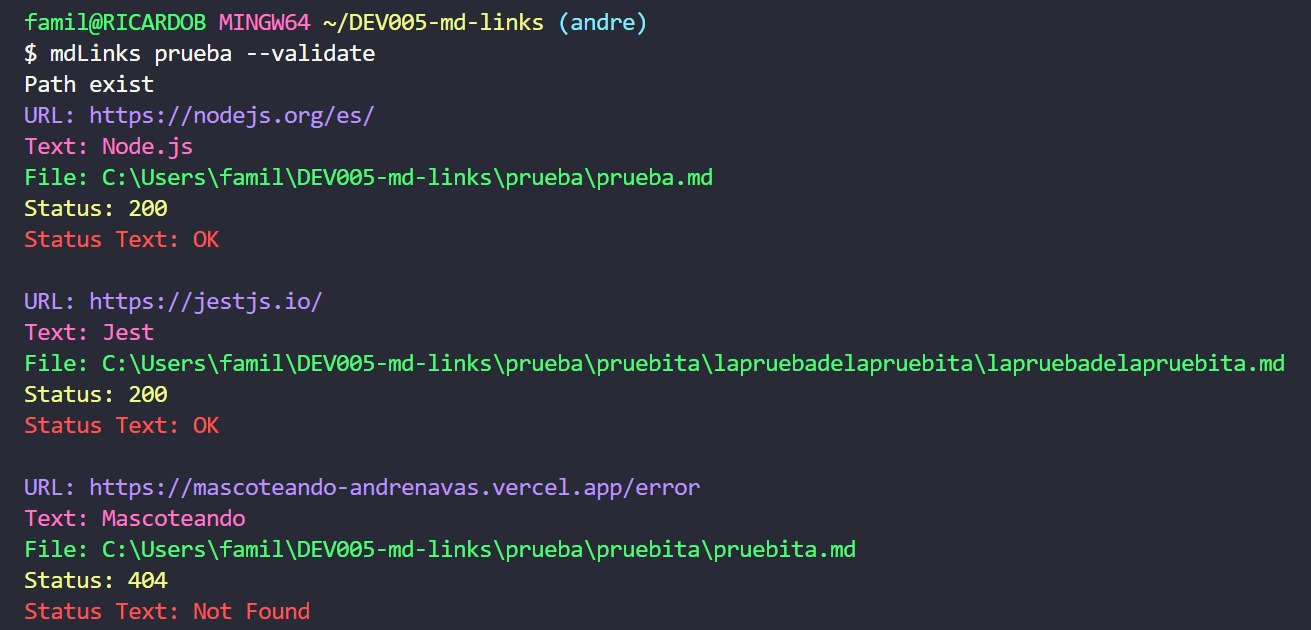 famil@RICARDOB MINGW64 ~/DEV005-md-links (andre)
$ mdLinks prueba --validate
Path exist
URL: https://nodejs.org/es/
Text: Node.js
File: C:\Users\famil\DEV005-md-links\prueba\prueba.md
Status: 200
Status Text: OK

URL: https://jestjs.io/
Text: Jest
File: C:\Users\famil\DEV005-md-links\prueba\pruebita\lapruebadelapruebita\lapruebadelapruebita.md
Status: 200
Status Text: OK

URL: https://mascoteando-andrenavas.vercel.app/error
Text: Mascoteando
File: C:\Users\famil\DEV005-md-links\prueba\pruebita\pruebita.md
Status: 404
Status Text: Not Found